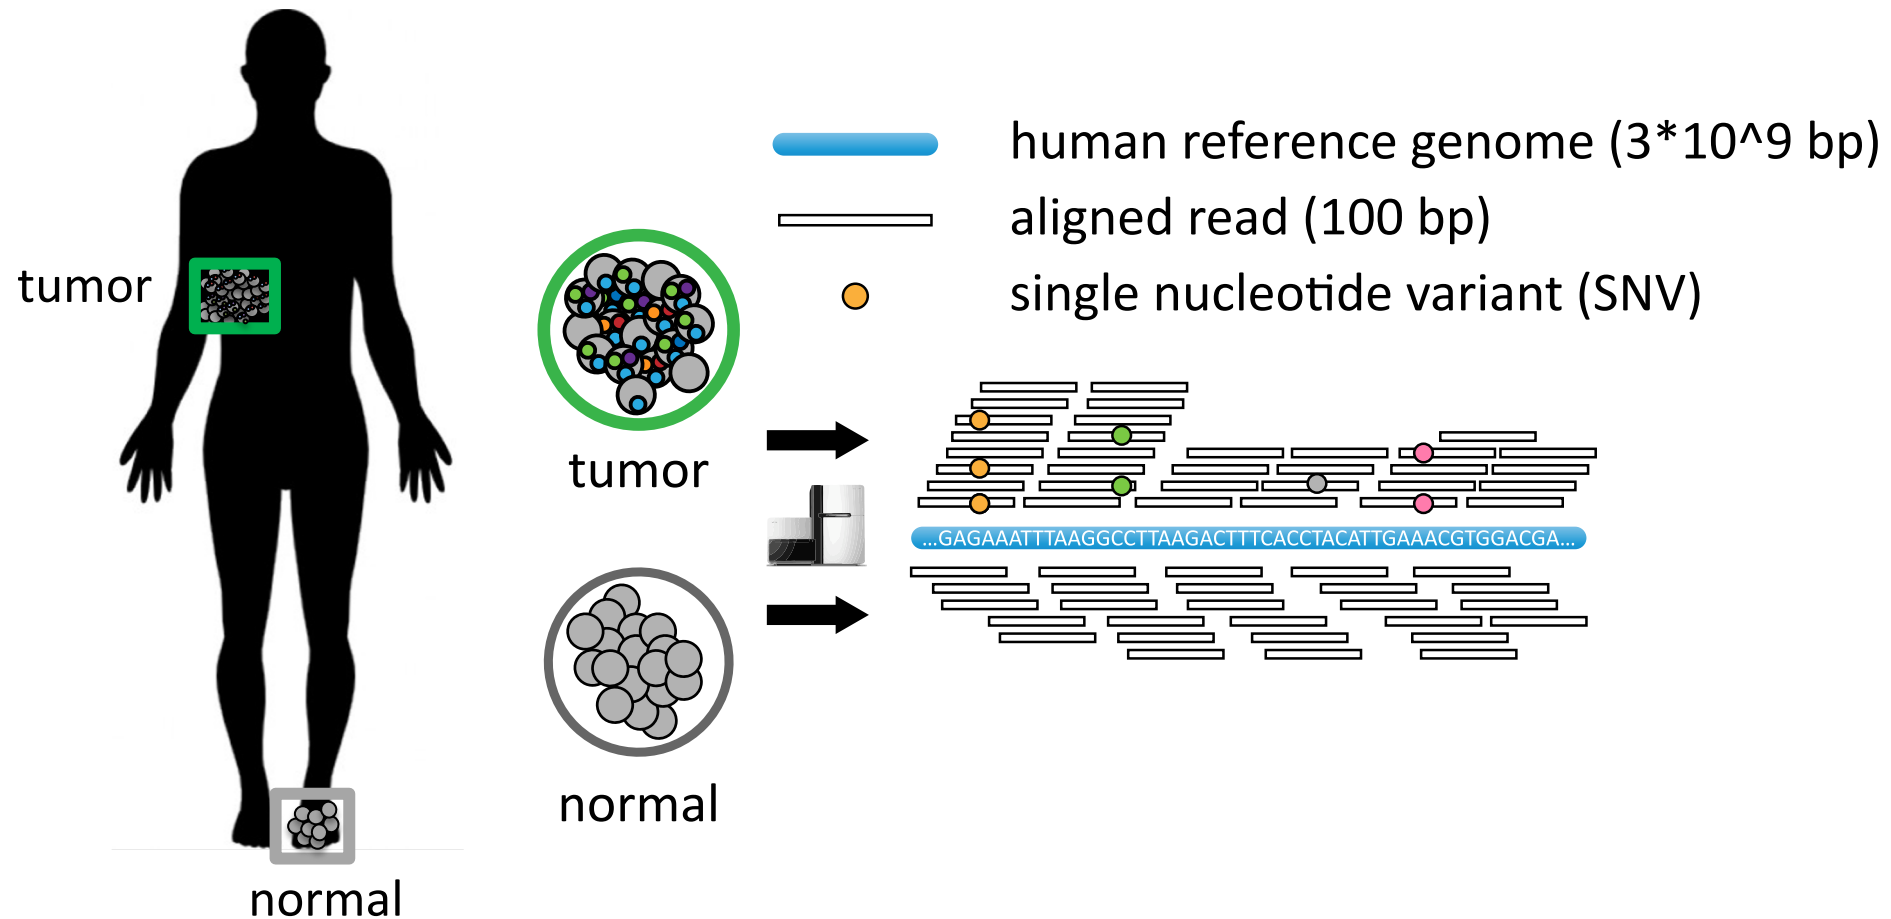 human reference genome (3*10^9 bp)
aligned read (100 bp)
single nucleotide variant (SNV)
tumor
tumor
...GAGAAATTTAAGGCCTTAAGACTTTCACCTACATTGAAACGTGGACGA...
normal
normal